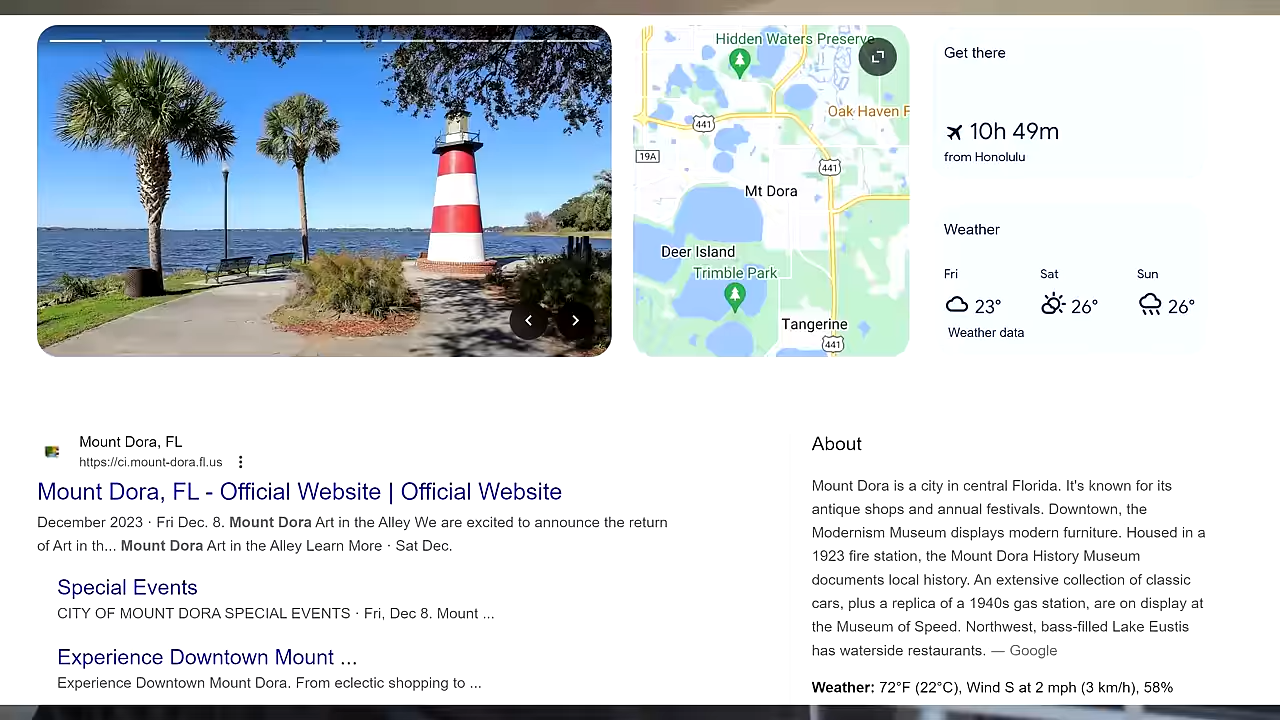 Hidden Waters Preserve
Oak Haven F
441
19A
441
Mt Dora
Deer Island
Trimble Park
Tangerine
441
Get there
10h 49m
from Honolulu
Weather
Fri Sat Sun
23° 26° 26°
Weather data
Mount Dora, FL
https://ci.mount-dora.fl.us
Mount Dora, FL - Official Website | Official Website
December 2023 · Fri Dec. 8. Mount Dora Art in the Alley We are excited to announce the return
of Art in th... Mount Dora Art in the Alley Learn More · Sat Dec.
Special Events
CITY OF MOUNT DORA SPECIAL EVENTS · Fri, Dec 8. Mount ...
Experience Downtown Mount ...
Experience Downtown Mount Dora. From eclectic shopping to ...
About
Mount Dora is a city in central Florida. It's known for its
antique shops and annual festivals. Downtown, the
Modernism Museum displays modern furniture. Housed in a
1923 fire station, the Mount Dora History Museum
documents local history. An extensive collection of classic
cars, plus a replica of a 1940s gas station, are on display at
the Museum of Speed. Northwest, bass-filled Lake Eustis
has waterside restaurants. — Google
Weather: 72°F (22°C), Wind S at 2 mph (3 km/h), 58%